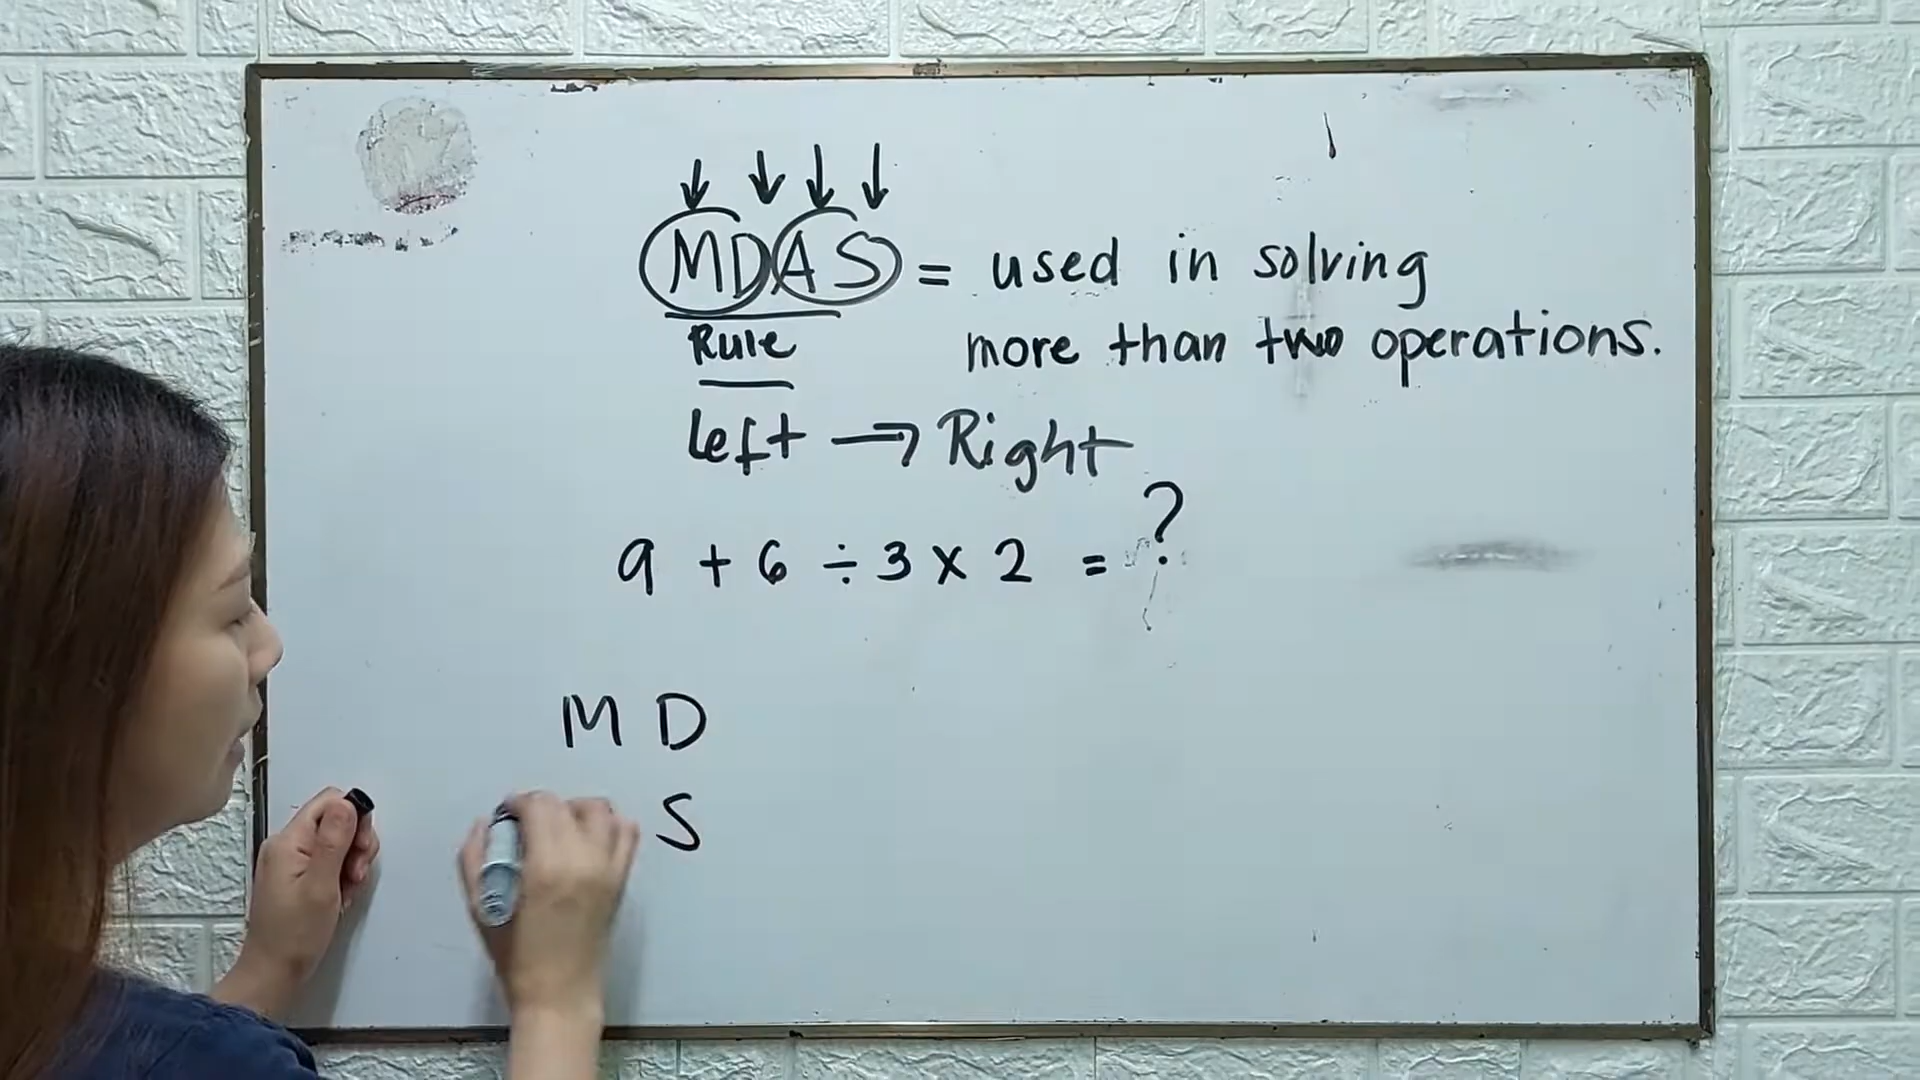 MDAS = used in solving
Rule more than two operations.
Left → Right
9 + 6 ÷ 3 x 2 = ?
M D
S